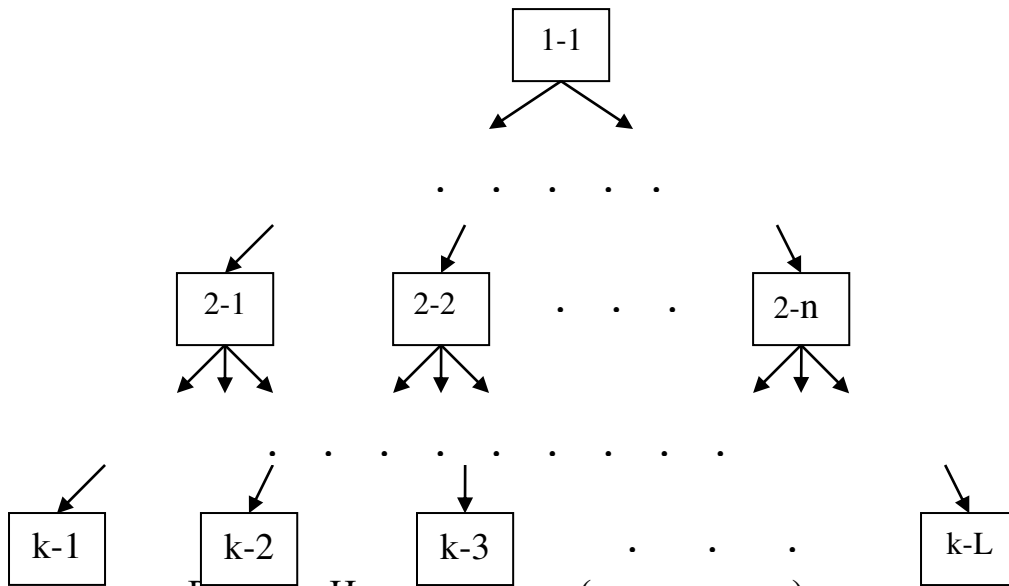 1-1
. . . . .
2-1 2-2 . . . 2-n
. . . . . . . . .
k-1 k-2 k-3 . . . k-L